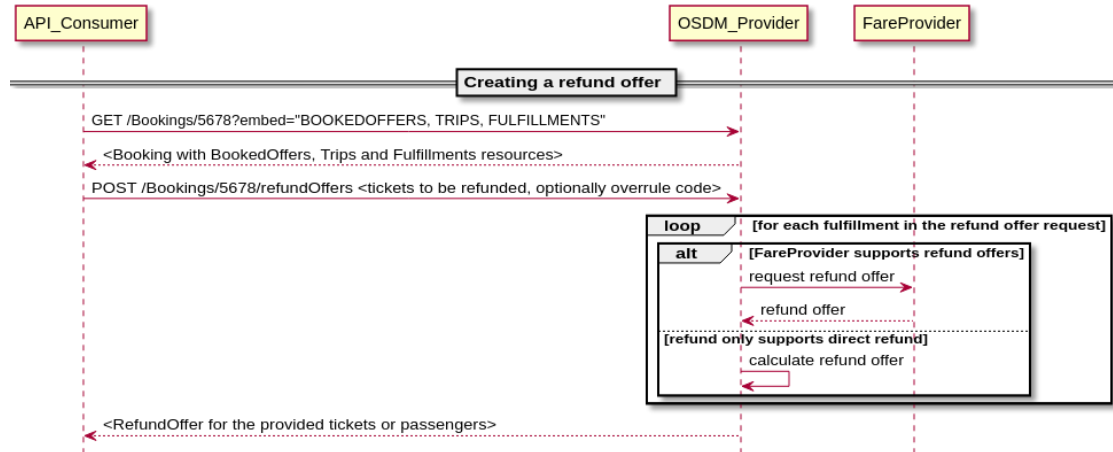 API_Consumer OSDM_Provider FareProvider
Creating a refund offer
GET /Bookings/5678?embed="BOOKEDOFFERS, TRIPS, FULFILLMENTS"
<Booking with BookedOffers, Trips and Fulfillments resources>
POST /Bookings/5678/refundOffers <tickets to be refunded, optionally overrule code>
loop [for each fulfillment in the refund offer request]
alt [FareProvider supports refund offers]
request refund offer
refund offer
[refund only supports direct refund]
calculate refund offer
<RefundOffer for the provided tickets or passengers>